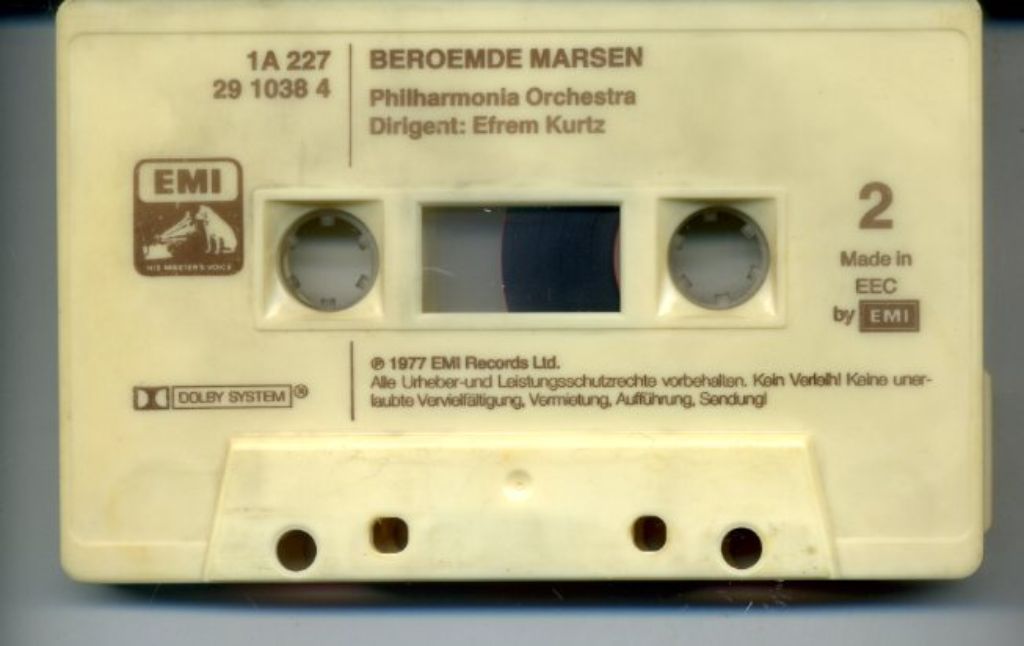 1A 227
29 1038 4
BEROEMDE MARSEN
Philharmonia Orchestra
Dirigent: Efrem Kurtz
EMI
HIS MASTER'S VOICE
2
Made in
EEC
by EMI
DOLBY SYSTEM ®
℗ 1977 EMI Records Ltd.
Alle Urheber-und Leistungsschutzrechte vorbehalten. Kein Verleih! Keine uner-
laubte Vervielfältigung, Vermietung, Aufführung, Sendung!